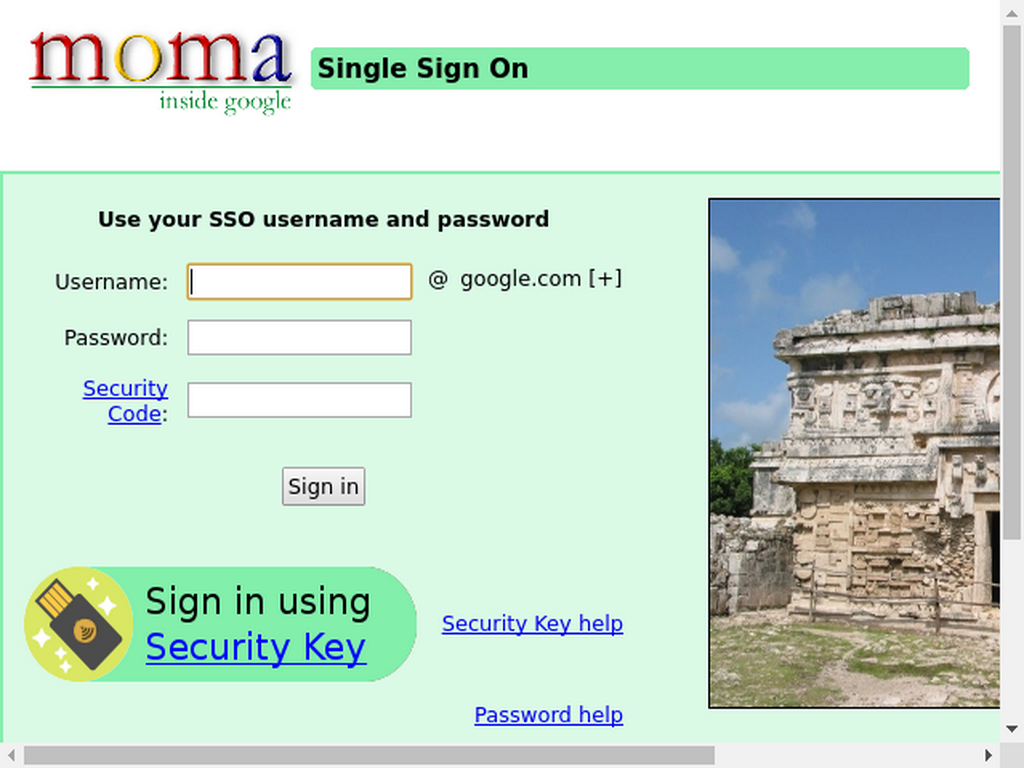 moma
inside google
Single Sign On
Use your SSO username and password
Username:
@ google.com [+]
Password:
Security
Code:
Sign in
Sign in using
Security Key
Security Key help
Password help